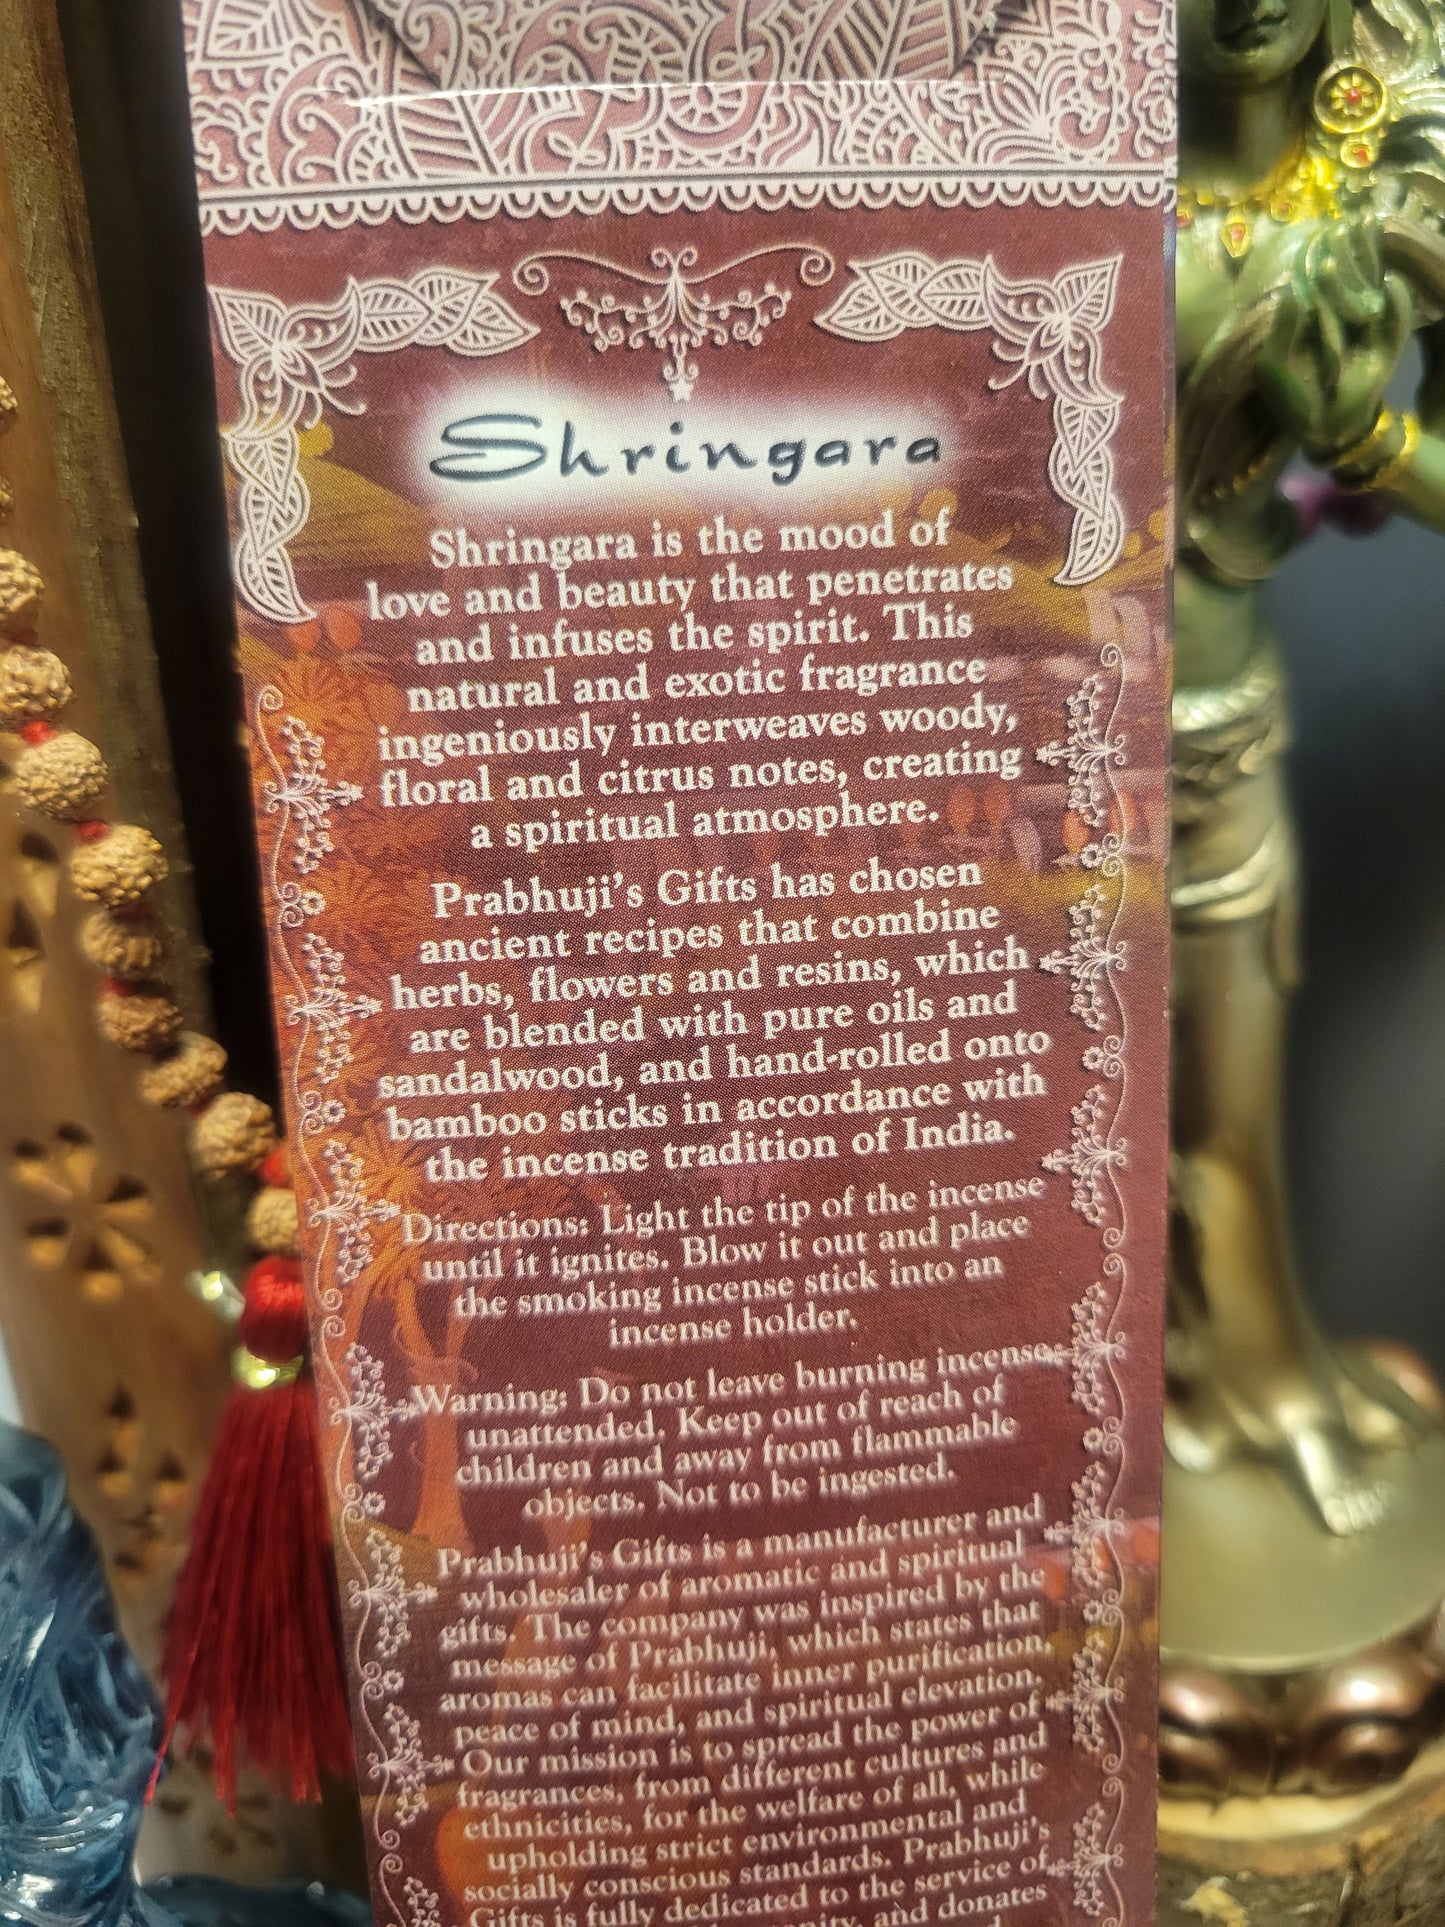 Shringara
Shringara is the mood of
love and beauty that penetrates
and infuses the spirit. This
natural and exotic fragrance
ingeniously interweaves woody,
floral and citrus notes, creating
a spiritual atmosphere.
Prabhuji's Gifts has chosen
ancient recipes that combine
herbs, flowers and resins, which
are blended with pure oils and
sandalwood, and hand-rolled onto
bamboo sticks in accordance with
the incense tradition of India.
Directions: Light the tip of the incense
until it ignites. Blow it out and place
the smoking incense stick into an
incense holder.
Warning: Do not leave burning incense
unattended. Keep out of reach of
children and away from flammable
objects. Not to be ingested.
Prabhuji's Gifts is a manufacturer and
wholesaler of aromatic and spiritual
gifts. The company was inspired by the
message of Prabhuji, which states that
aromas can facilitate inner purification,
peace of mind, and spiritual elevation.
Our mission is to spread the power of
fragrances, from different cultures and
ethnicities, for the welfare of all, while
upholding strict environmental and
socially conscious standards. Prabhuji's
Gifts is fully dedicated to the service of
and donates